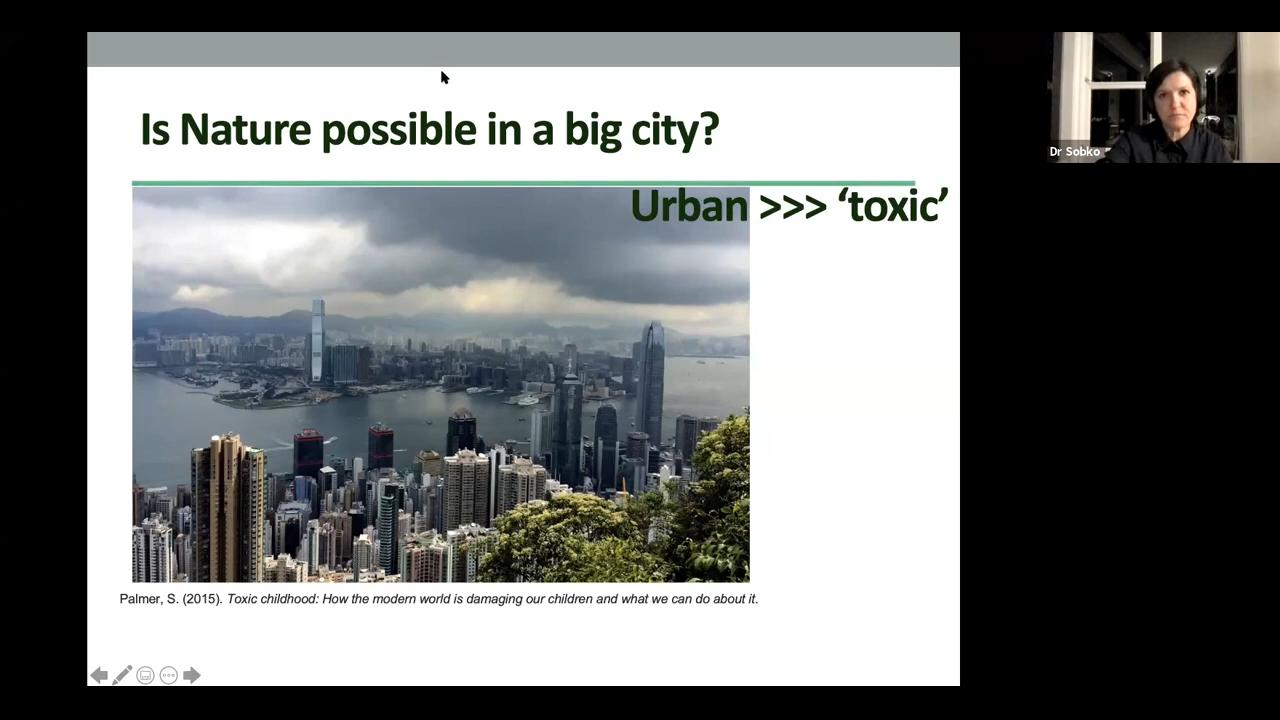 Is Nature possible in a big city?
Urban >>> ‘toxic’
Dr Sobko
Palmer, S. (2015). Toxic childhood: How the modern world is damaging our children and what we can do about it.